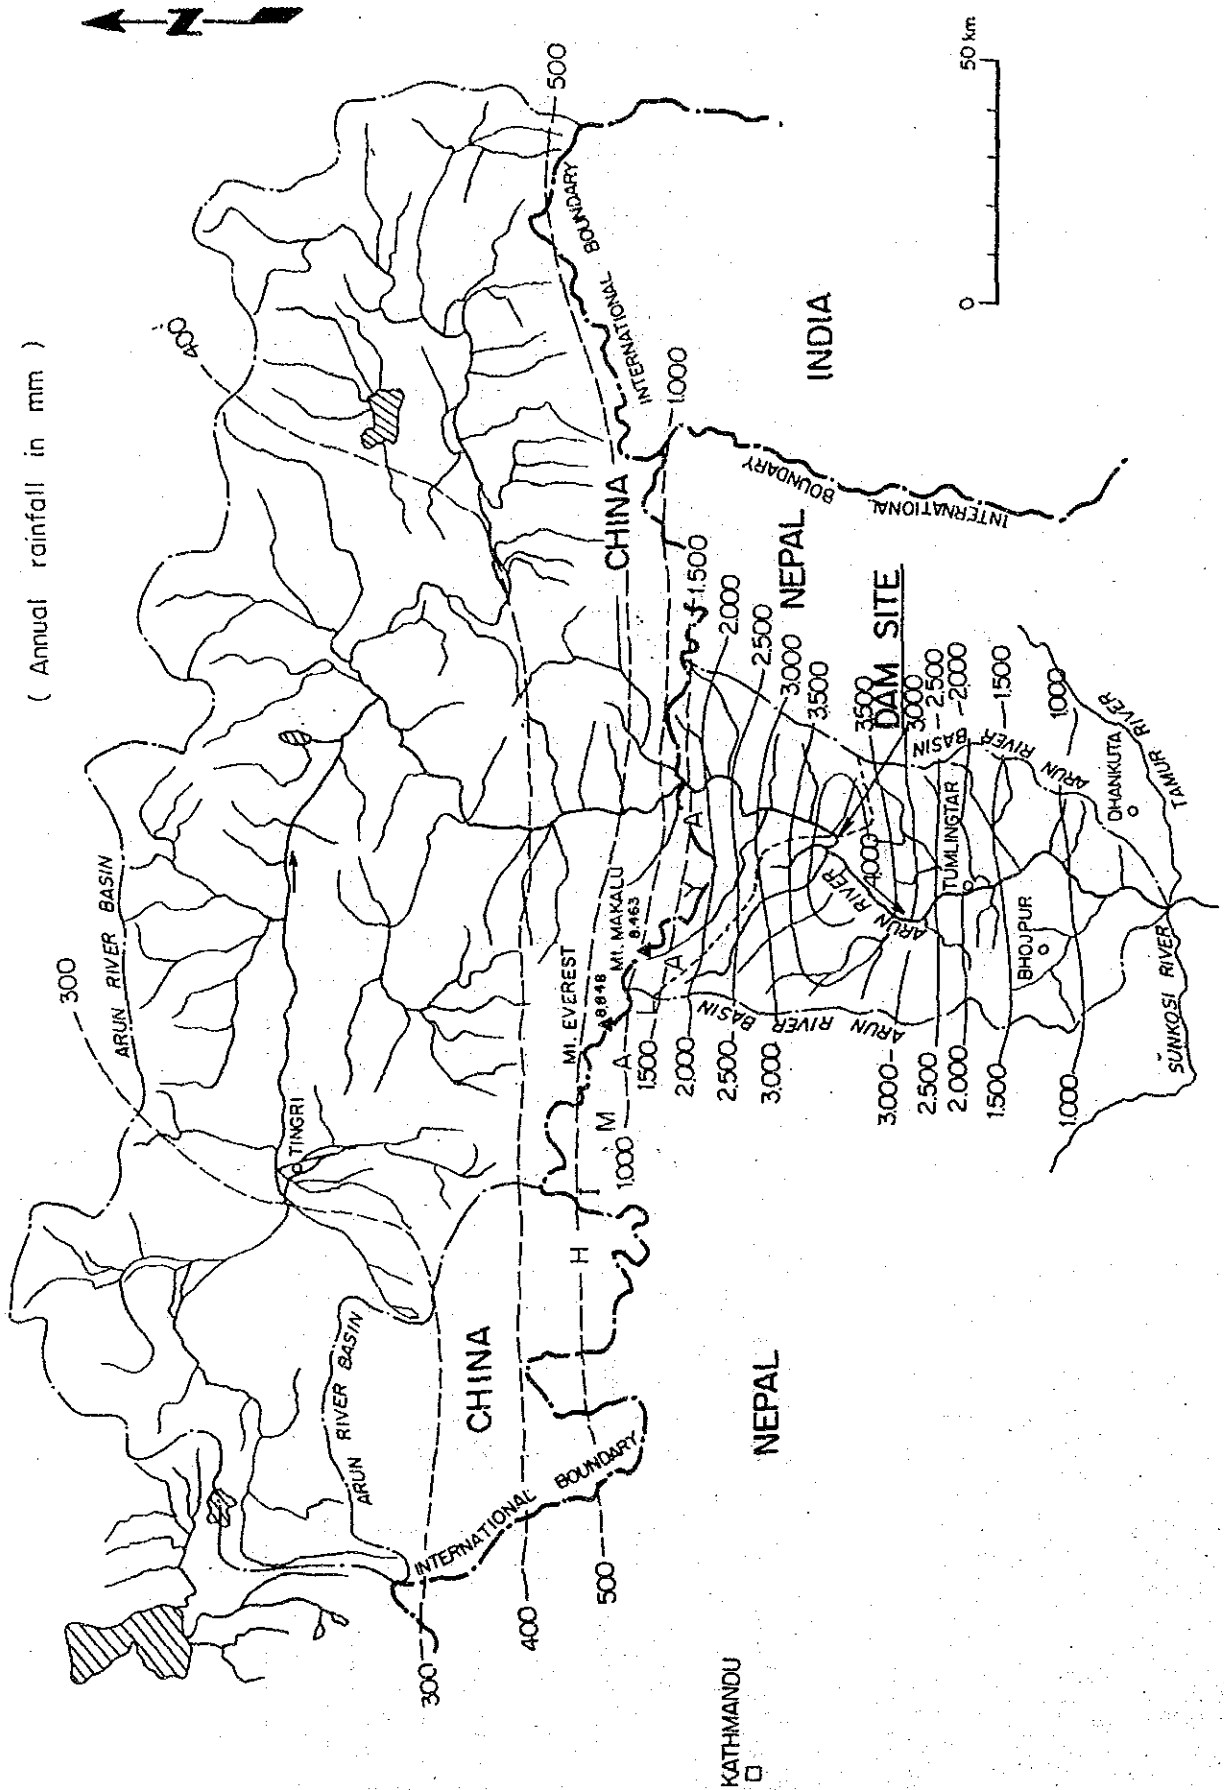 ( Annual rainfall in mm )
N
300
ARUN RIVER BASIN
400
TINGRI
ARUN RIVER BASIN
CHINA
300
400
500
INTERNATIONAL BOUNDARY
500
INTERNATIONAL BOUNDARY
CHINA
HIMALAYA
Mt. EVEREST
8,848
Mt. MAKALU
8.463
1.000
1,000
1.500
1.500
2.000
2.000
2.500
2.500
3.000
3.000
3.500
3.500
4.000
3.000
3.000
2.500
2.500
2.000
2.000
1.500
1.500
1.000
1.000
NEPAL
DAM SITE
NEPAL
INDIA
INTERNATIONAL BOUNDARY
ARUN RIVER BASIN
ARUN RIVER BASIN
ARUN RIVER
ARUN
TUMLINGTAR
BHOJPUR
DHANKUTA
TAMUR RIVER
SUNKOSI RIVER
KATHMANDU
0
50 km